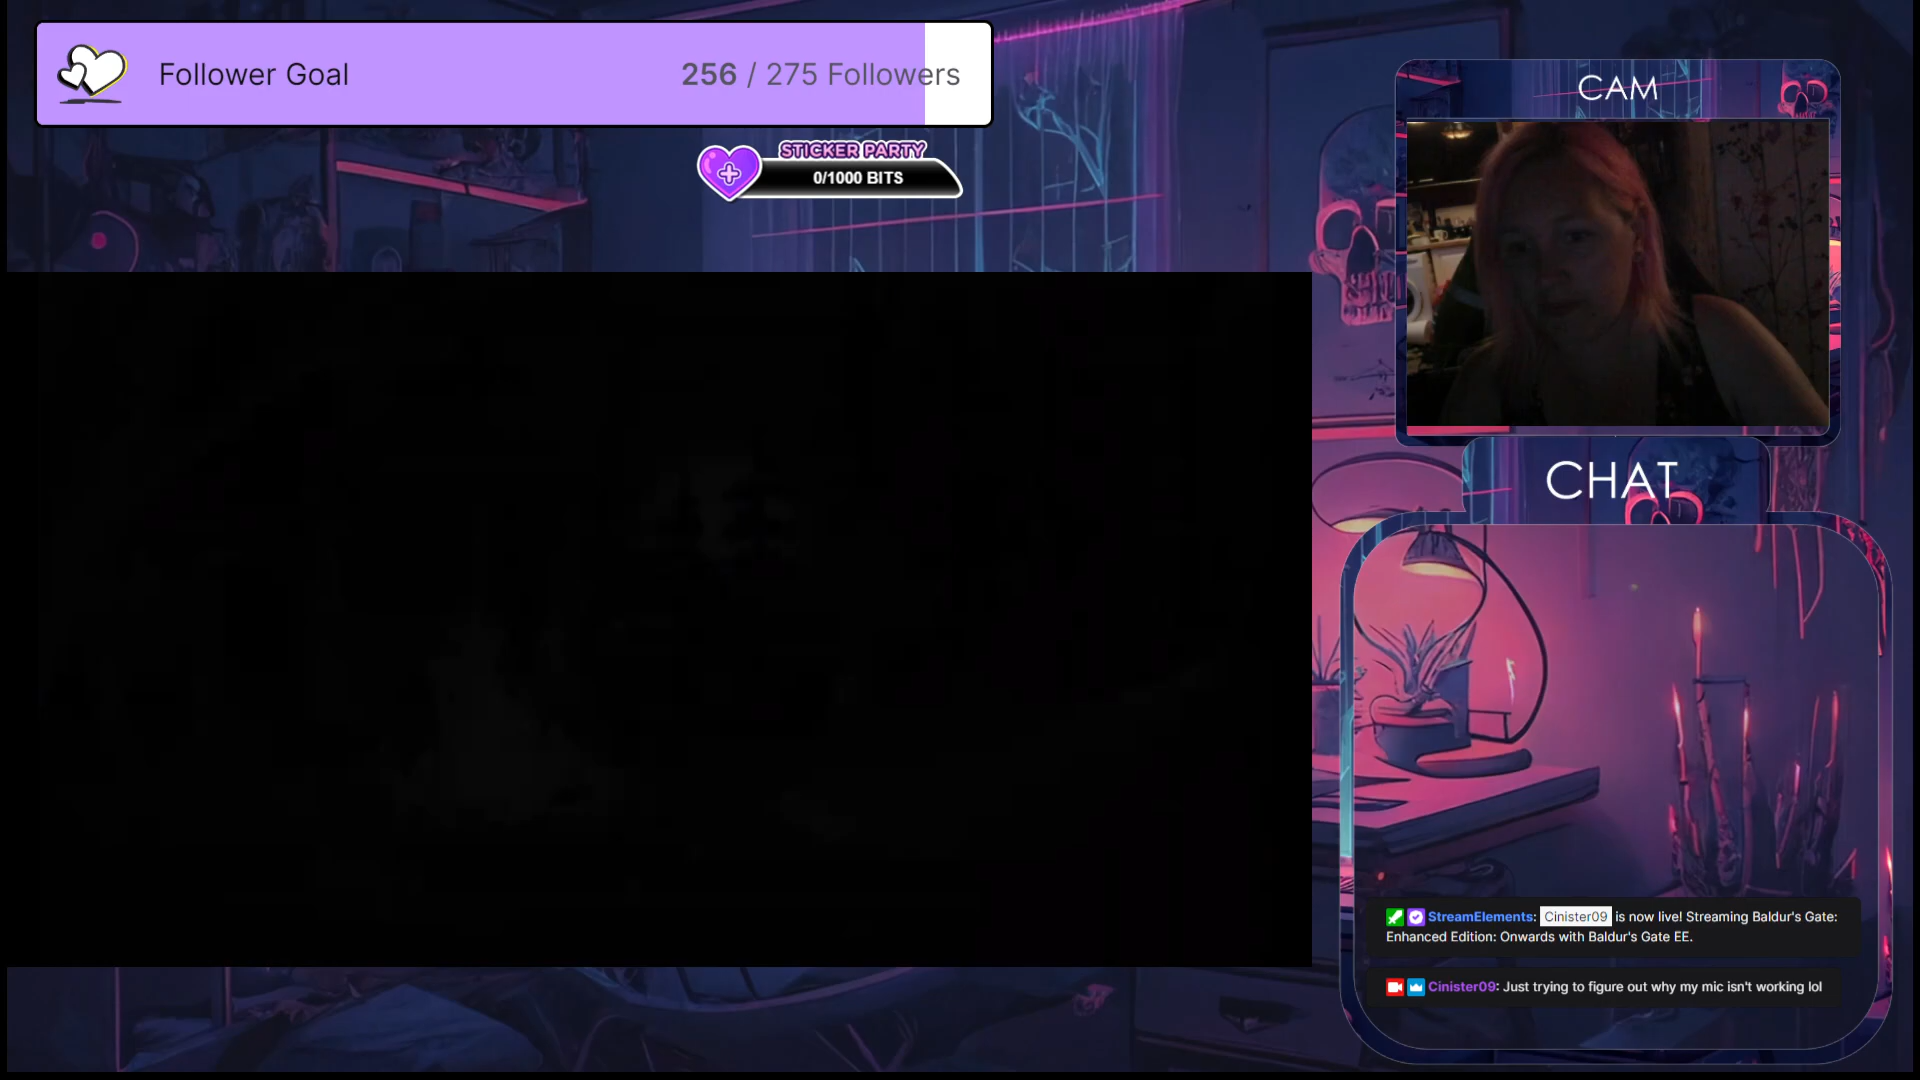 Follower Goal
256 / 275 Followers
STICKER PARTY
0/1000 BITS
CAM
CHAT
StreamElements: Cinister09 is now live! Streaming Baldur's Gate:
Enhanced Edition: Onwards with Baldur's Gate EE.
Cinister09: Just trying to figure out why my mic isn't working lol